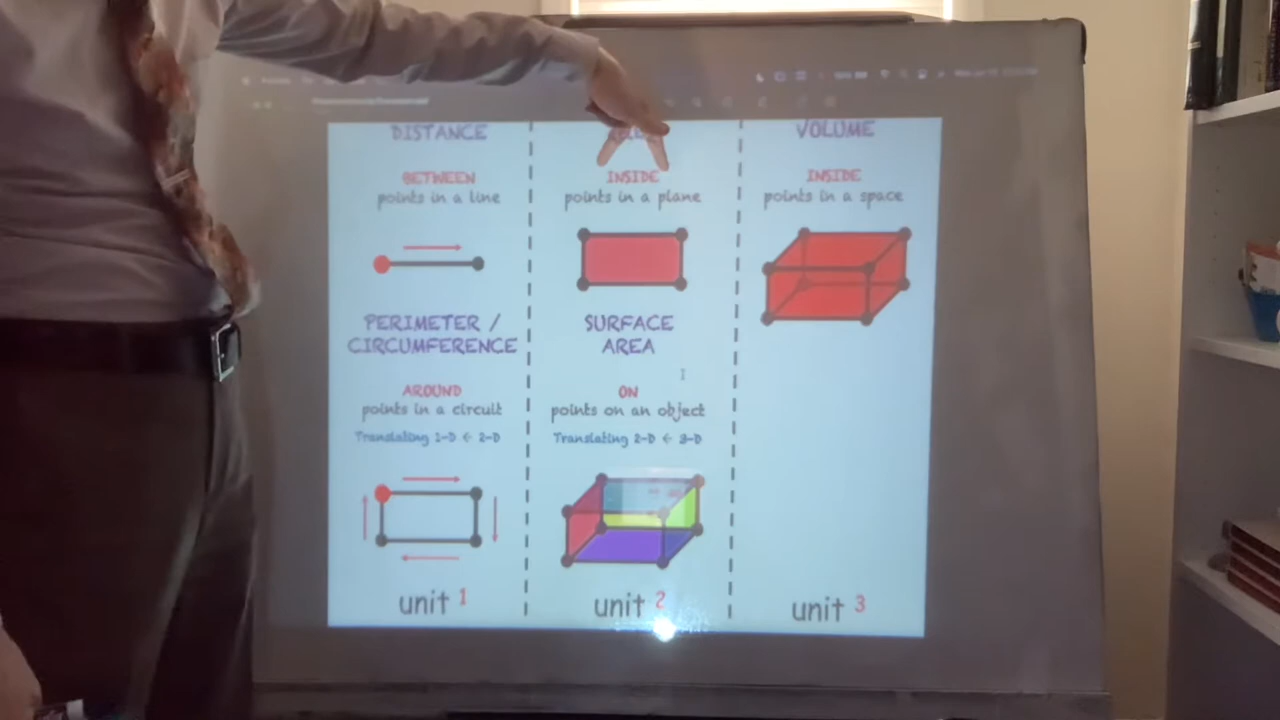 DISTANCE
BETWEEN
points in a line
PERIMETER /
CIRCUMFERENCE
AROUND
points in a circuit
Translating 1-D ← 2-D
unit 1
INSIDE
points in a plane
SURFACE
AREA
ON
points on an object
Translating 2-D ← 3-D
unit 2
VOLUME
INSIDE
points in a space
unit 3